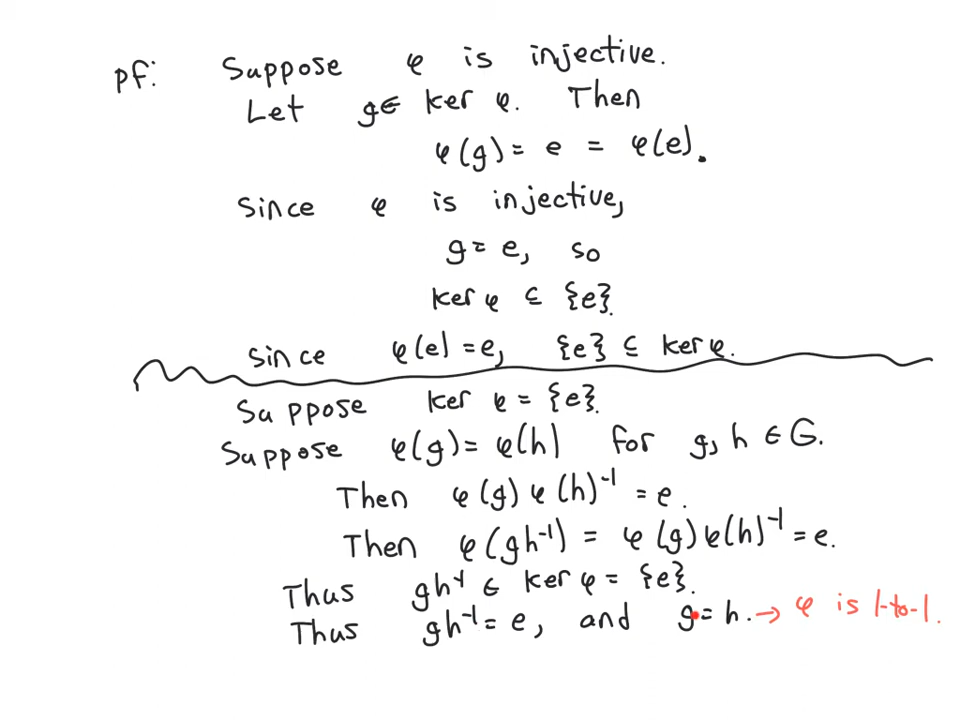 pf: Suppose φ is injective.
Let g∈ ker φ. Then
φ(g) = e = φ(e).
Since φ is injective,
g = e, so
ker φ ⊆ {e}.
Since φ(e) = e, {e} ⊆ ker φ.
Suppose ker φ = {e}.
Suppose φ(g) = φ(h) for g, h ∈ G.
Then φ(g) φ(h)⁻¹ = e.
Then φ(gh⁻¹) = φ(g)φ(h)⁻¹ = e.
Thus gh⁻¹ ∈ ker φ = {e}.
Thus gh⁻¹ = e, and g = h. → φ is 1-to-1.